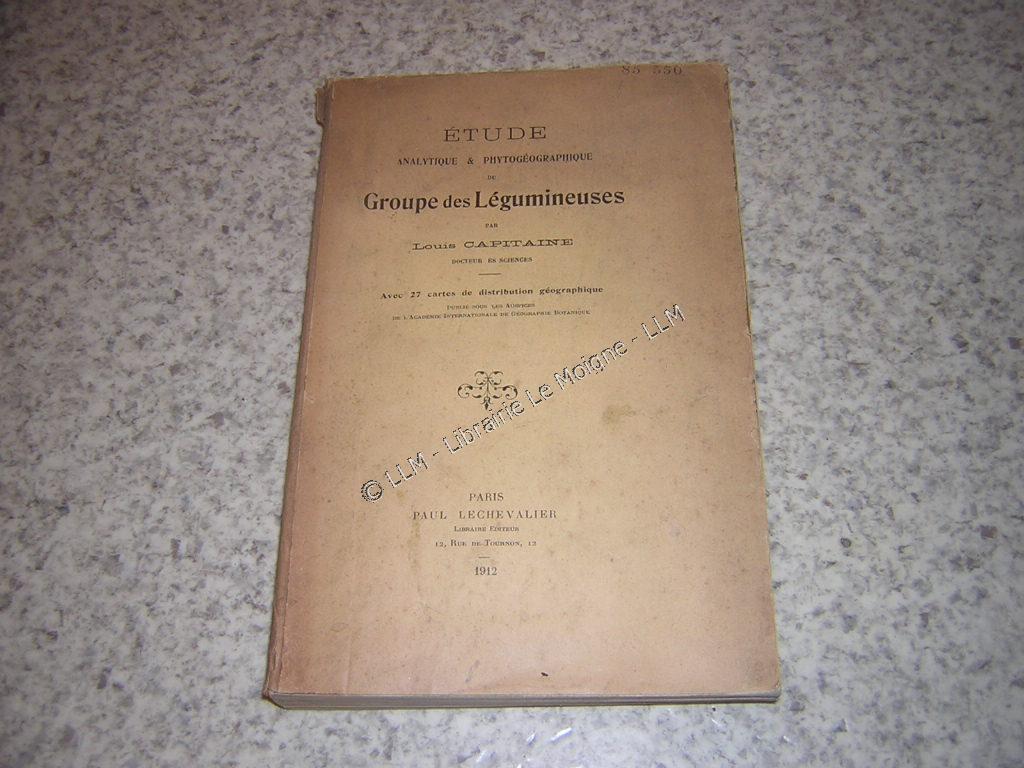 85 550
ÉTUDE
ANALYTIQUE & PHYTOGÉOGRAPHIQUE
DU
Groupe des Légumineuses
PAR
Louis CAPITAINE
DOCTEUR ÈS SCIENCES
Avec 27 cartes de distribution géographique
PUBLIÉ SOUS LES AUSPICES
DE L'ACADÉMIE INTERNATIONALE DE GÉOGRAPHIE BOTANIQUE
© LLM - Librairie Le Moigne - LLM
PARIS
PAUL LECHEVALIER
LIBRAIRE EDITEUR
12, RUE DE TOURNON, 12
1912